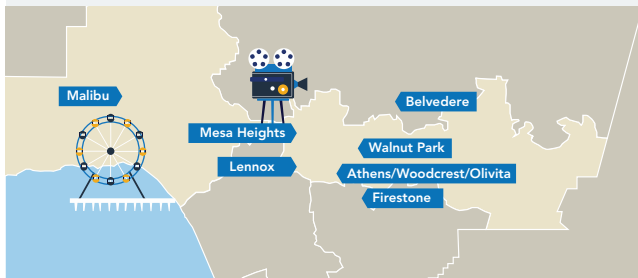 Malibu
Belvedere
Mesa Heights
Walnut Park
Lennox
Athens/Woodcrest/Olivita
Firestone